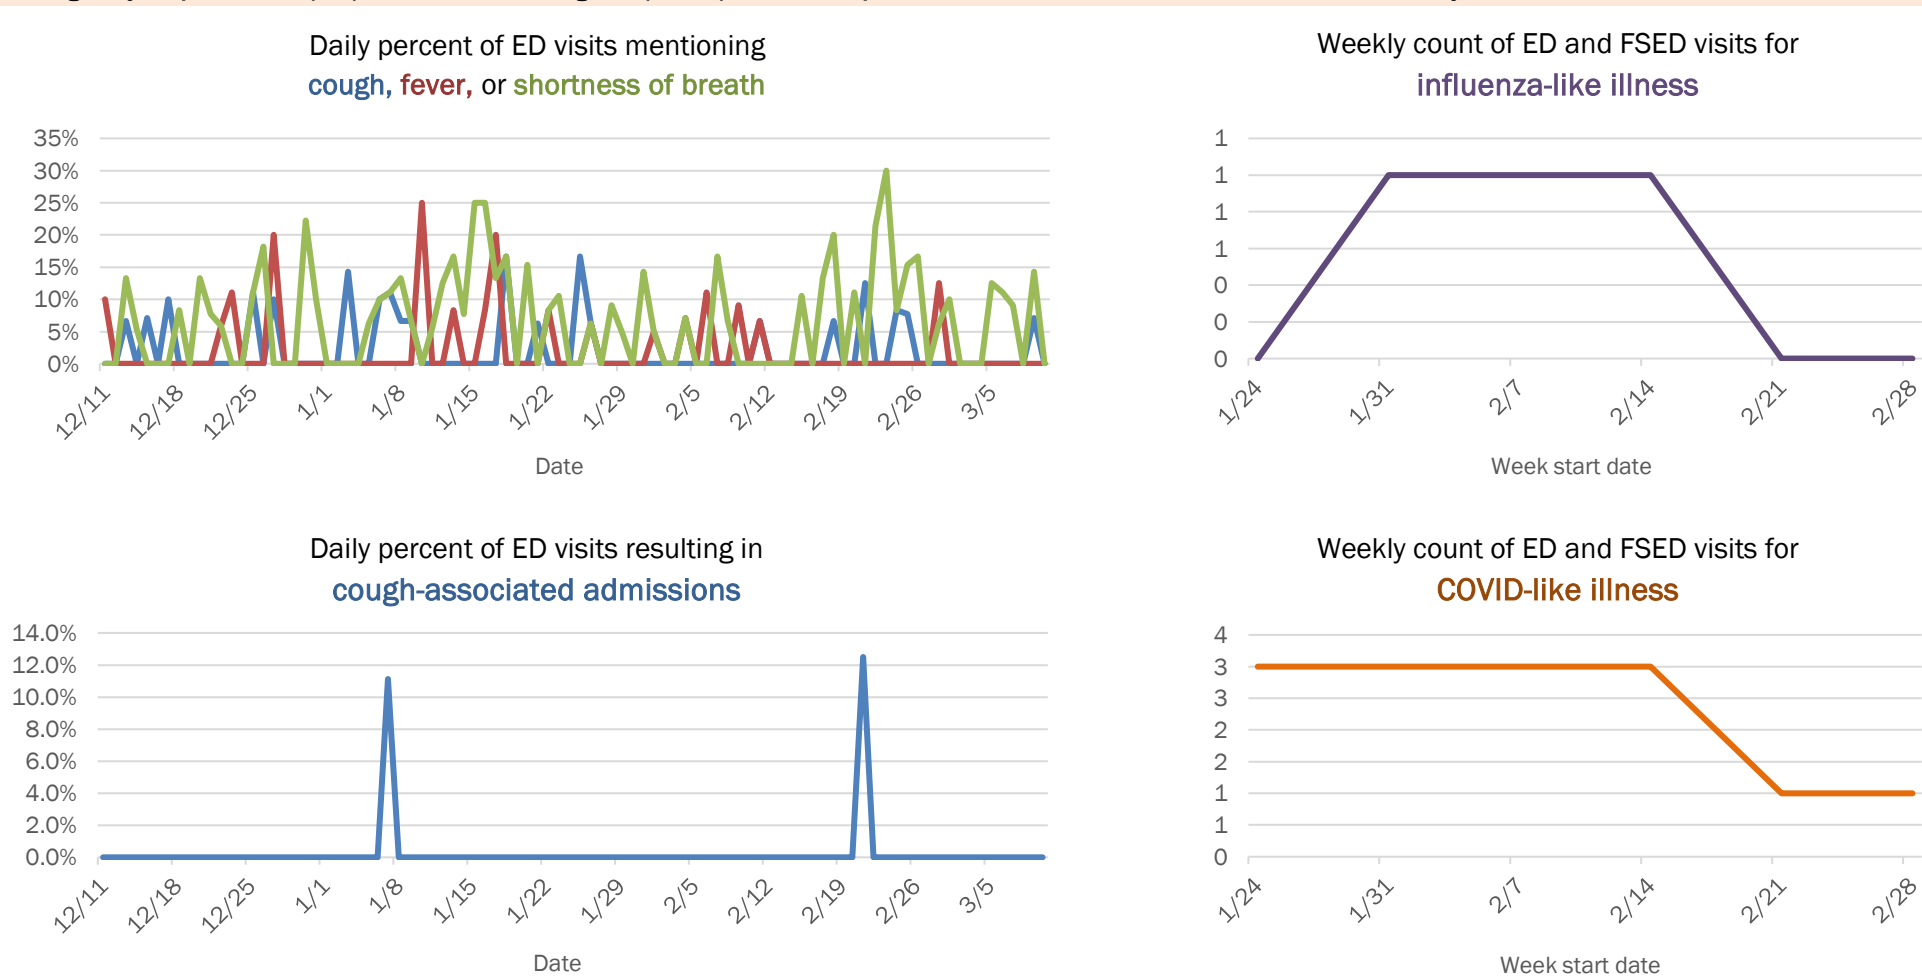 Daily percent of ED visits mentioning
cough, fever, or shortness of breath
35%
30%
25%
20%
15%
10%
5%
0%
12/11 12/18 12/25 1/1 1/8 1/15 1/22 1/29 2/5 2/12 2/19 2/26 3/5
Date
Weekly count of ED and FSED visits for
influenza-like illness
1
1
1
1
0
0
0
1/24 1/31 2/7 2/14 2/21 2/28
Week start date
Daily percent of ED visits resulting in
cough-associated admissions
14.0%
12.0%
10.0%
8.0%
6.0%
4.0%
2.0%
0.0%
12/11 12/18 12/25 1/1 1/8 1/15 1/22 1/29 2/5 2/12 2/19 2/26 3/5
Date
Weekly count of ED and FSED visits for
COVID-like illness
4
3
3
2
2
1
1
0
1/24 1/31 2/7 2/14 2/21 2/28
Week start date